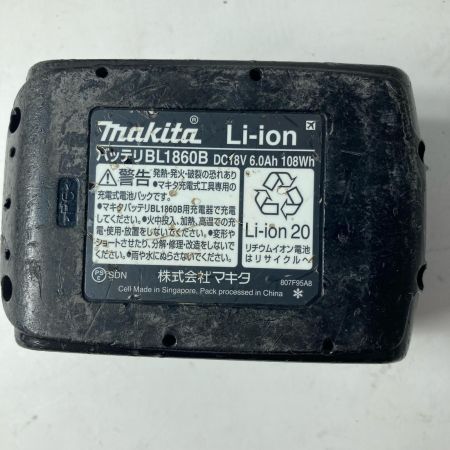 makita® Li-ion
バッテリBL1860B DC18V 6.0Ah 108Wh
⚠警告 発熱・発火・破裂の恐れあり
●マキタ充電式工具専用の
充電式電池パックです。
●マキタバッテリBL1860B用充電器で充電
してください。●火中投入、加熱、高温での充
電・使用・放置をしないでください。●変形や
ショートさせたり、分解・修理・改造をしないで
ください。●雨や水にぬらさないでください。
Li-ion 20
リチウムイオン電池
はリサイクルへ
PS E SDN 株式会社マキタ
Cell Made in Singapore, Pack processed in China
807F95A8